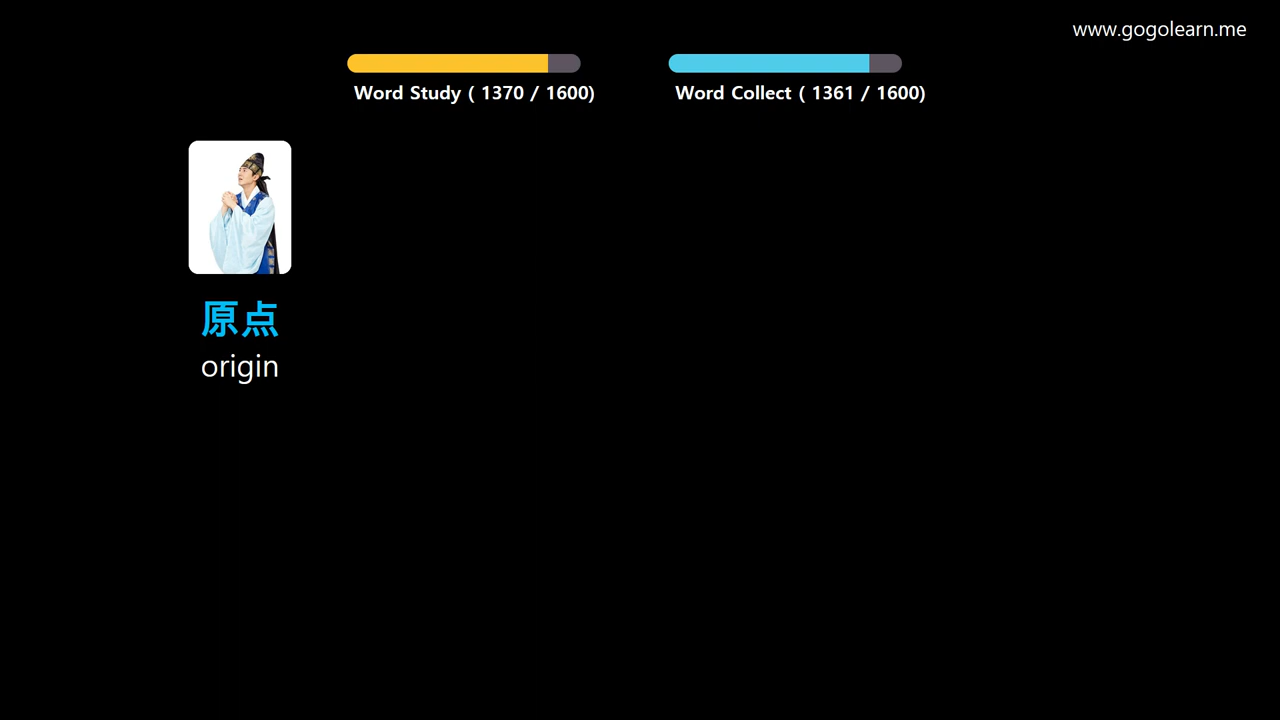 www.gogolearn.me
Word Study ( 1370 / 1600)
Word Collect ( 1361 / 1600)
原点
origin